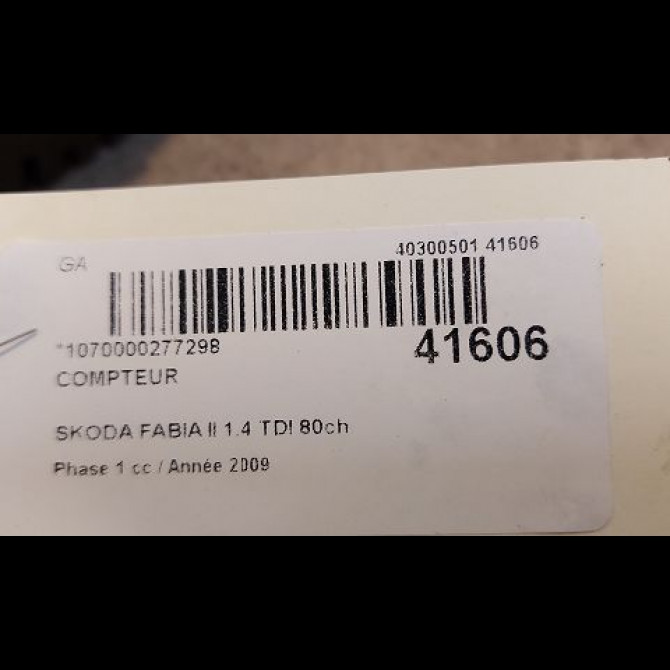 GA
40300501 41606
*1070000277298
41606
COMPTEUR
SKODA FABIA II 1.4 TDI 80ch
Phase 1 cc / Année 2009